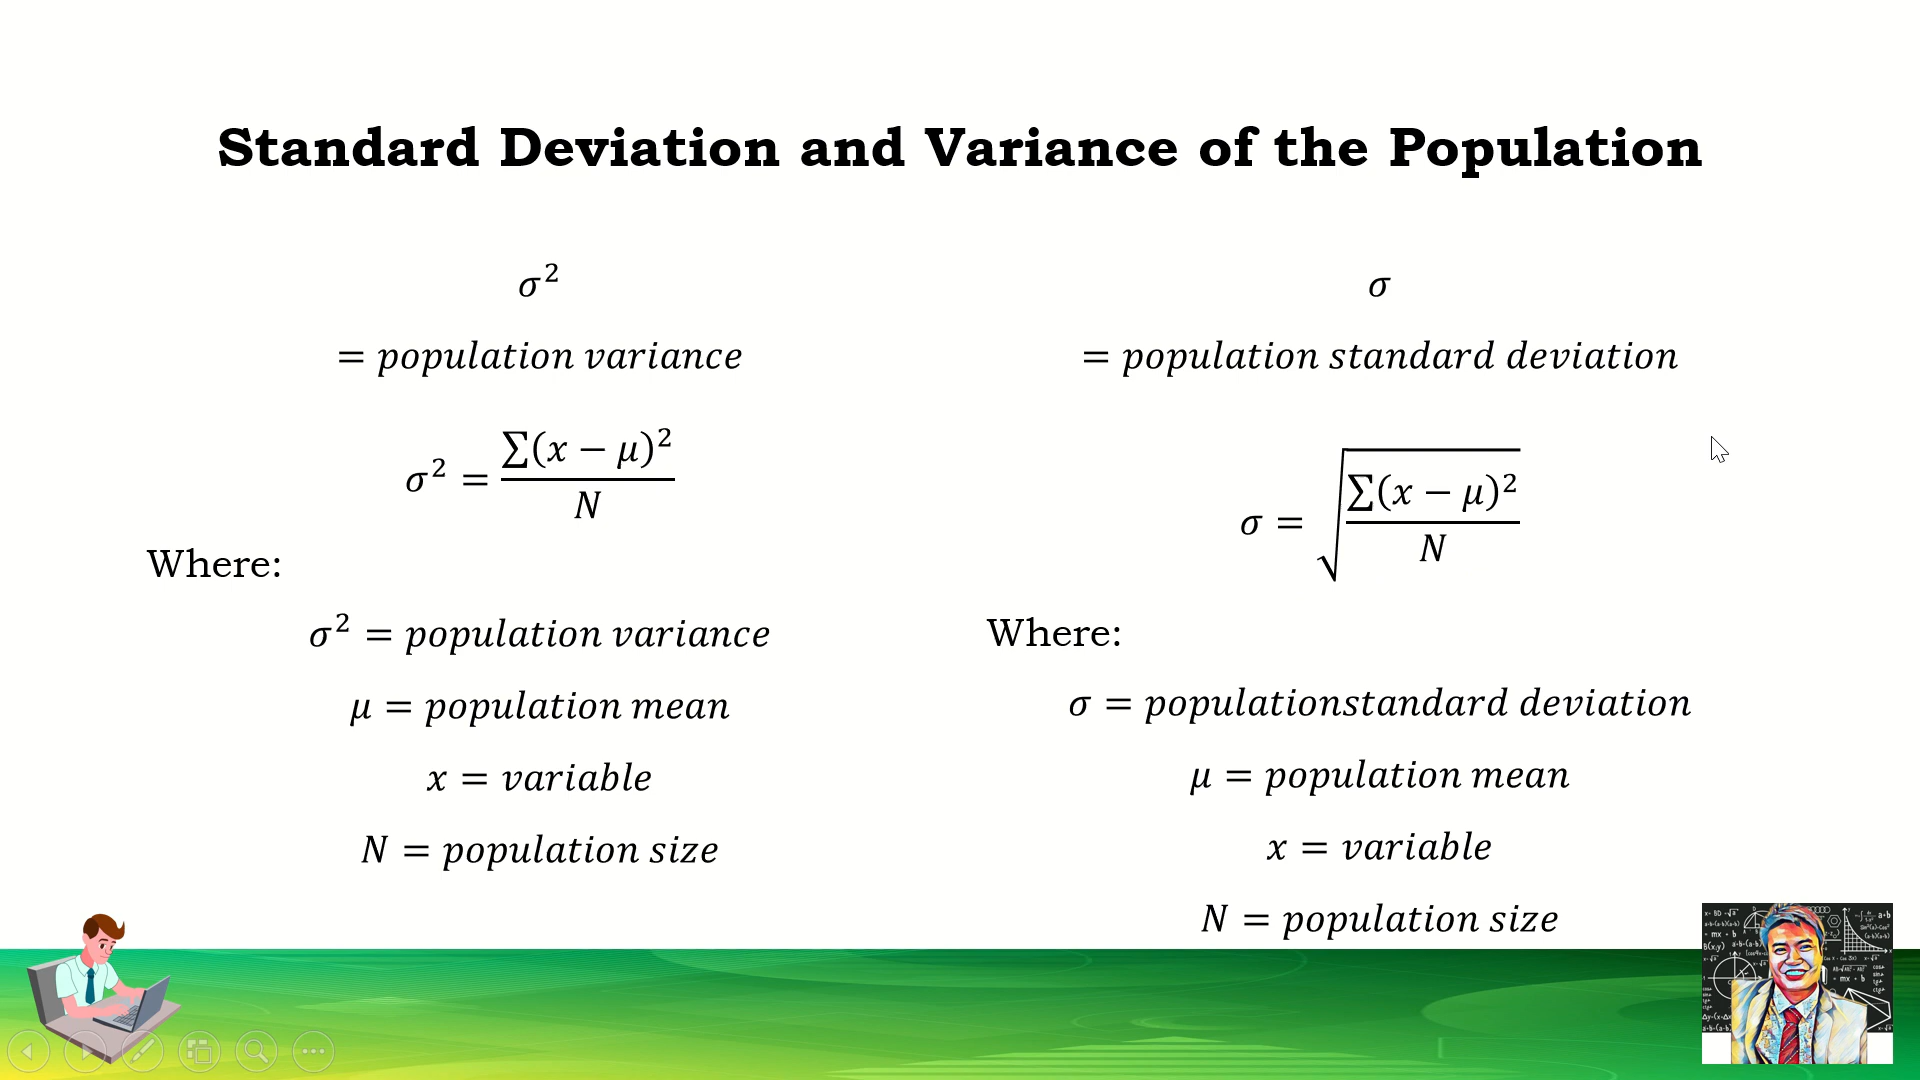 Standard Deviation and Variance of the Population
σ²
= population variance
σ² = ∑(x − μ)² / N
Where:
σ² = population variance
μ = population mean
x = variable
N = population size
σ
= population standard deviation
σ = √(∑(x − μ)² / N)
Where:
σ = populationstandard deviation
μ = population mean
x = variable
N = population size